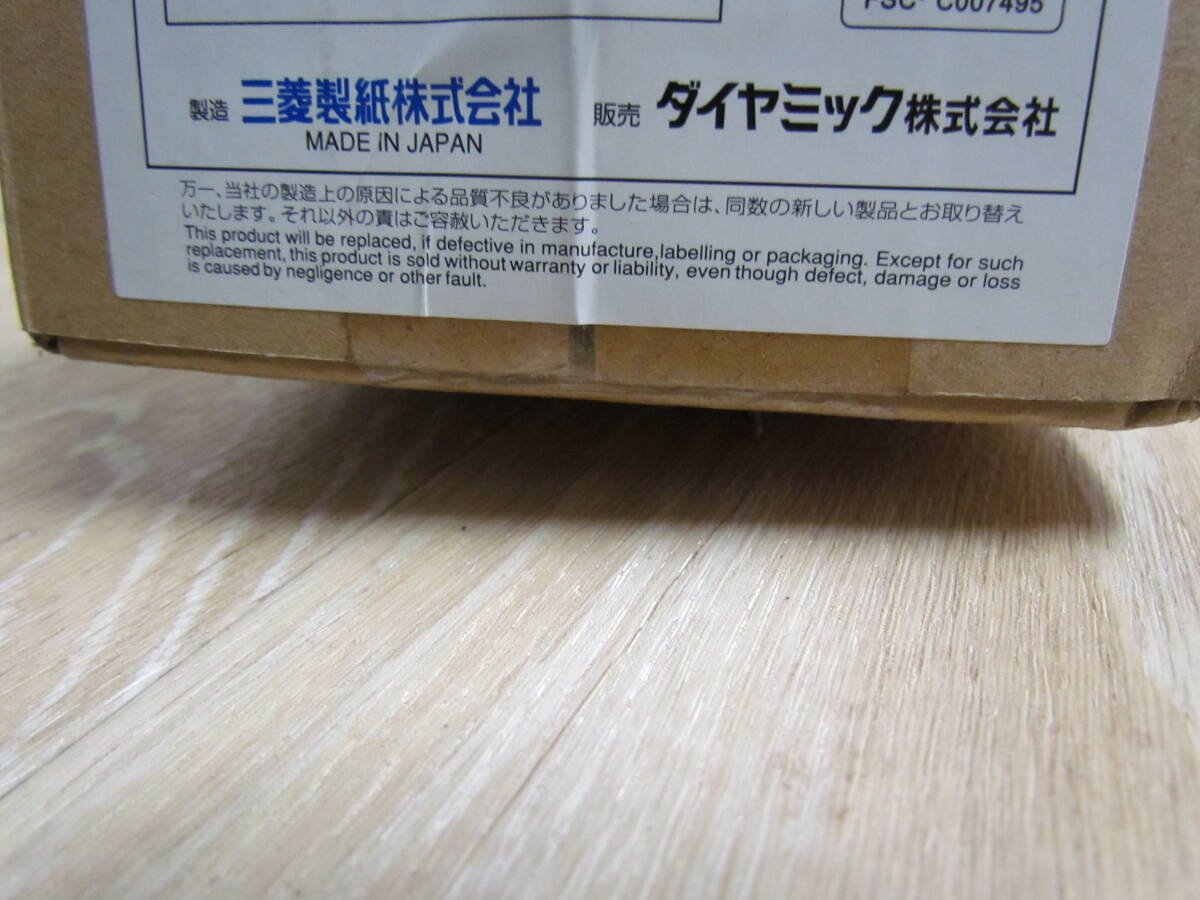 FSC® C007495
製造 三菱製紙株式会社 販売 ダイヤミック株式会社
MADE IN JAPAN
万一、当社の製造上の原因による品質不良がありました場合は、同数の新しい製品とお取り替え
いたします。それ以外の責はご容赦いただきます。
This product will be replaced, if defective in manufacture,labelling or packaging. Except for such
replacement, this product is sold without warranty or liability, even though defect, damage or loss
is caused by negligence or other fault.